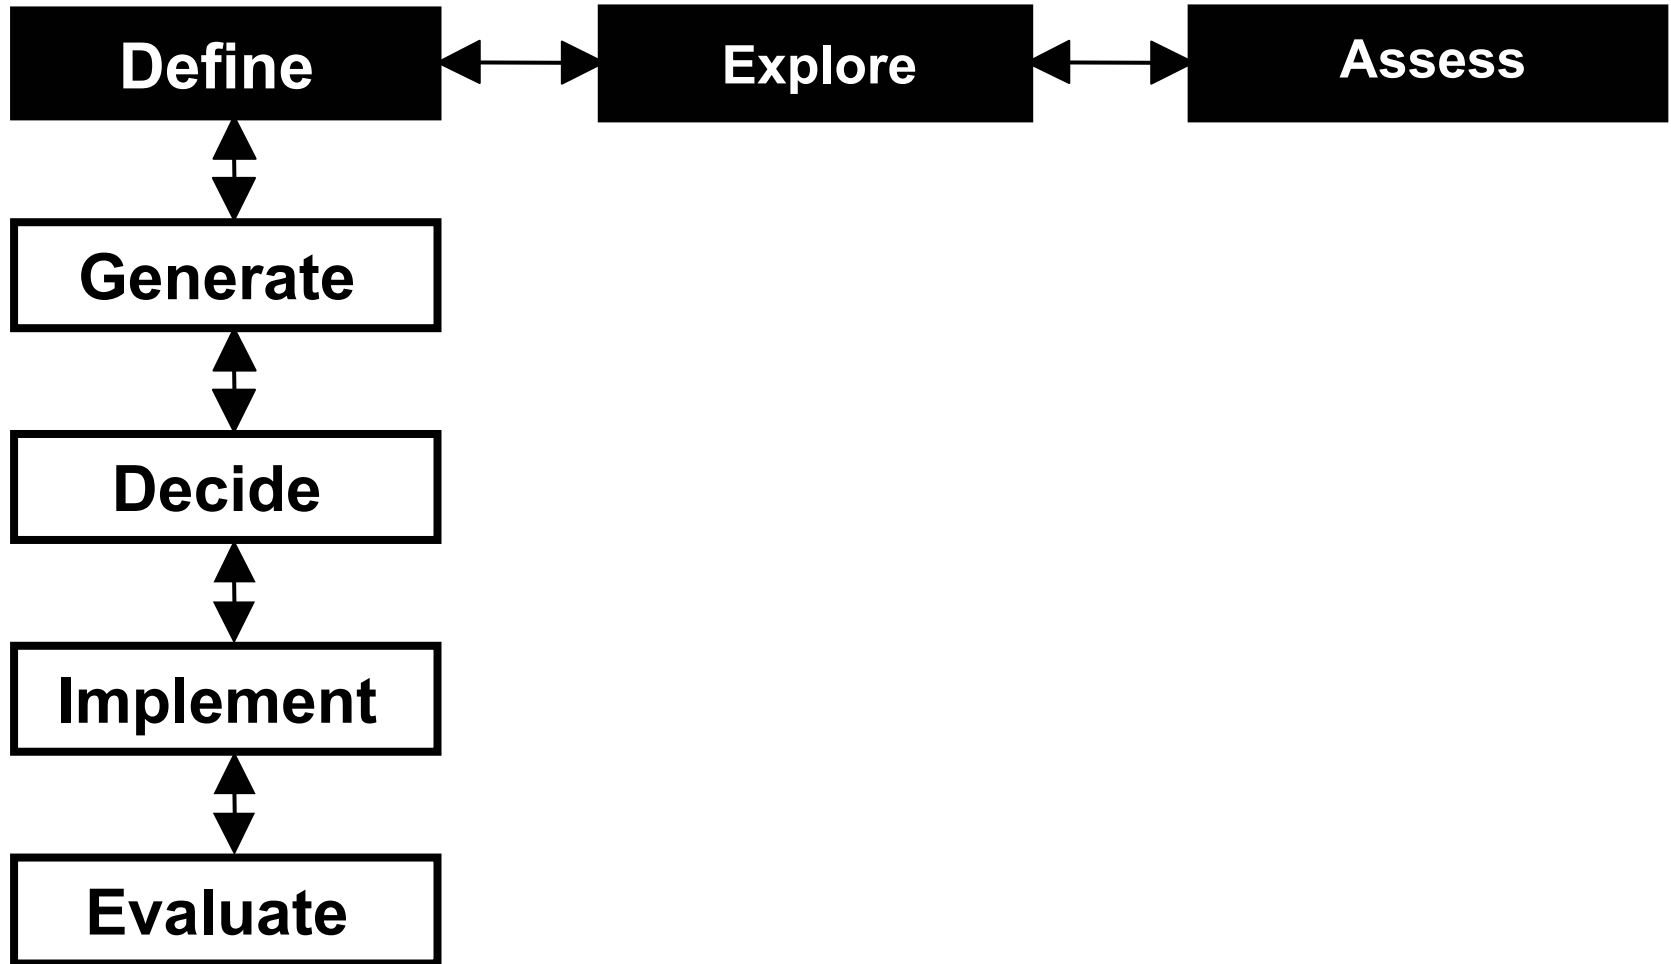 Define
Explore
Assess
Generate
Decide
Implement
Evaluate